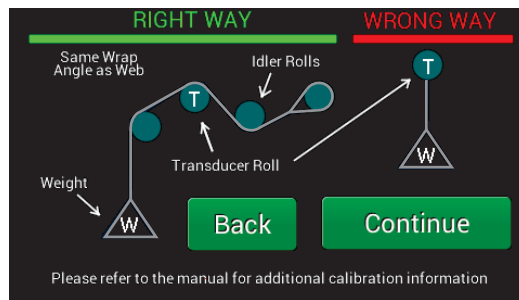 RIGHT WAY
WRONG WAY
Same Wrap
Angle as Web
Idler Rolls
T
T
Transducer Roll
Weight
W
W
Back
Continue
Please refer to the manual for additional calibration information